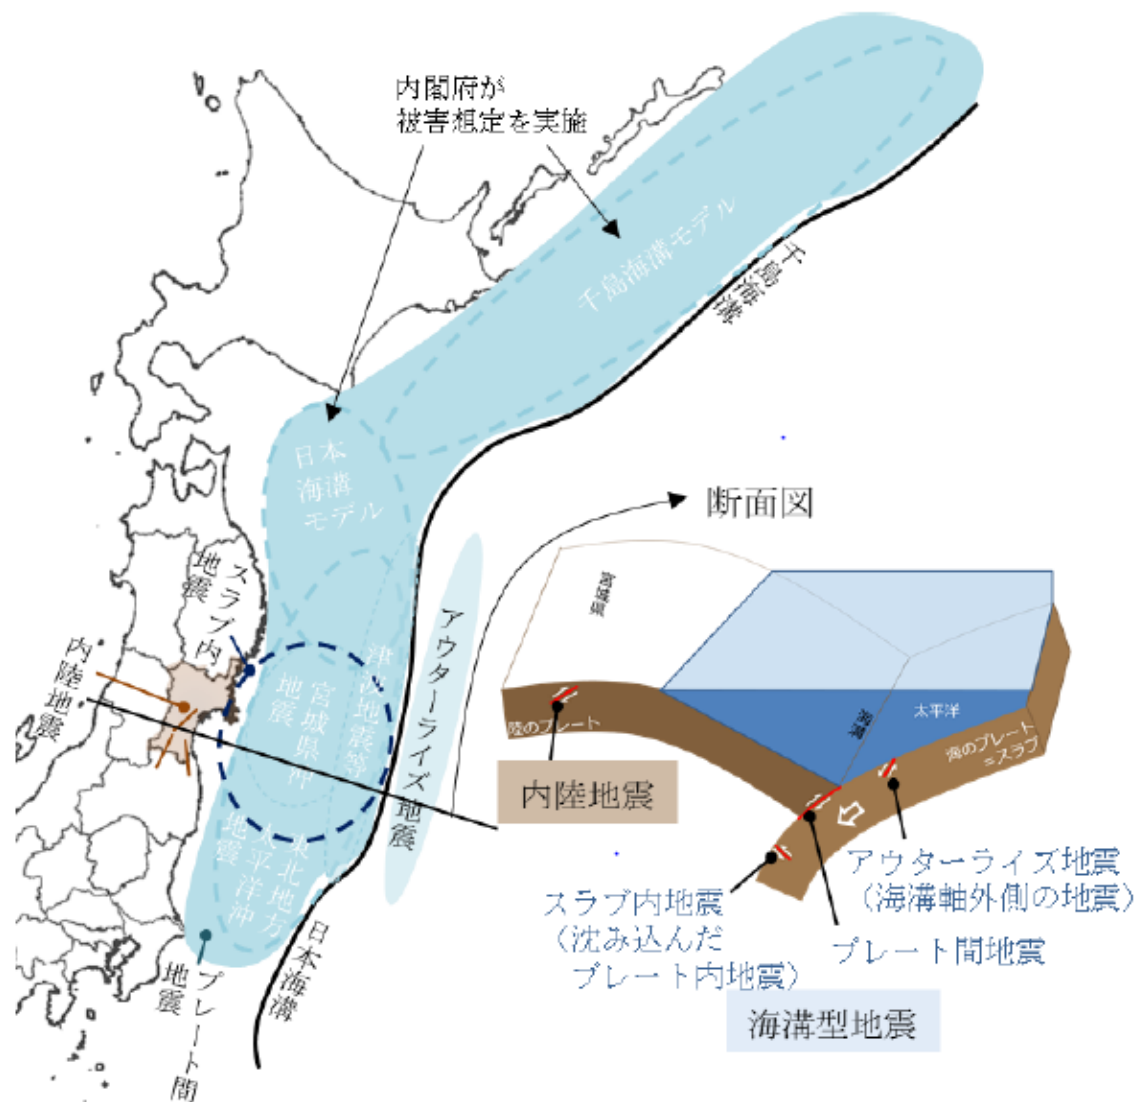 内閣府が
被害想定を実施
千島海溝モデル
千島海溝
日本
海溝
モデル
断面図
スラブ内
地震
内陸地震
宮城県沖
地震
津波地震等
アウターライズ地震
東北地方
太平洋沖
地震
日本海溝
プレート間
地震
宮城県
太平洋
海溝
陸のプレート
海のプレート
=スラブ
内陸地震
アウターライズ地震
(海溝軸外側の地震)
スラブ内地震
(沈み込んだ
プレート内地震)
プレート間地震
海溝型地震